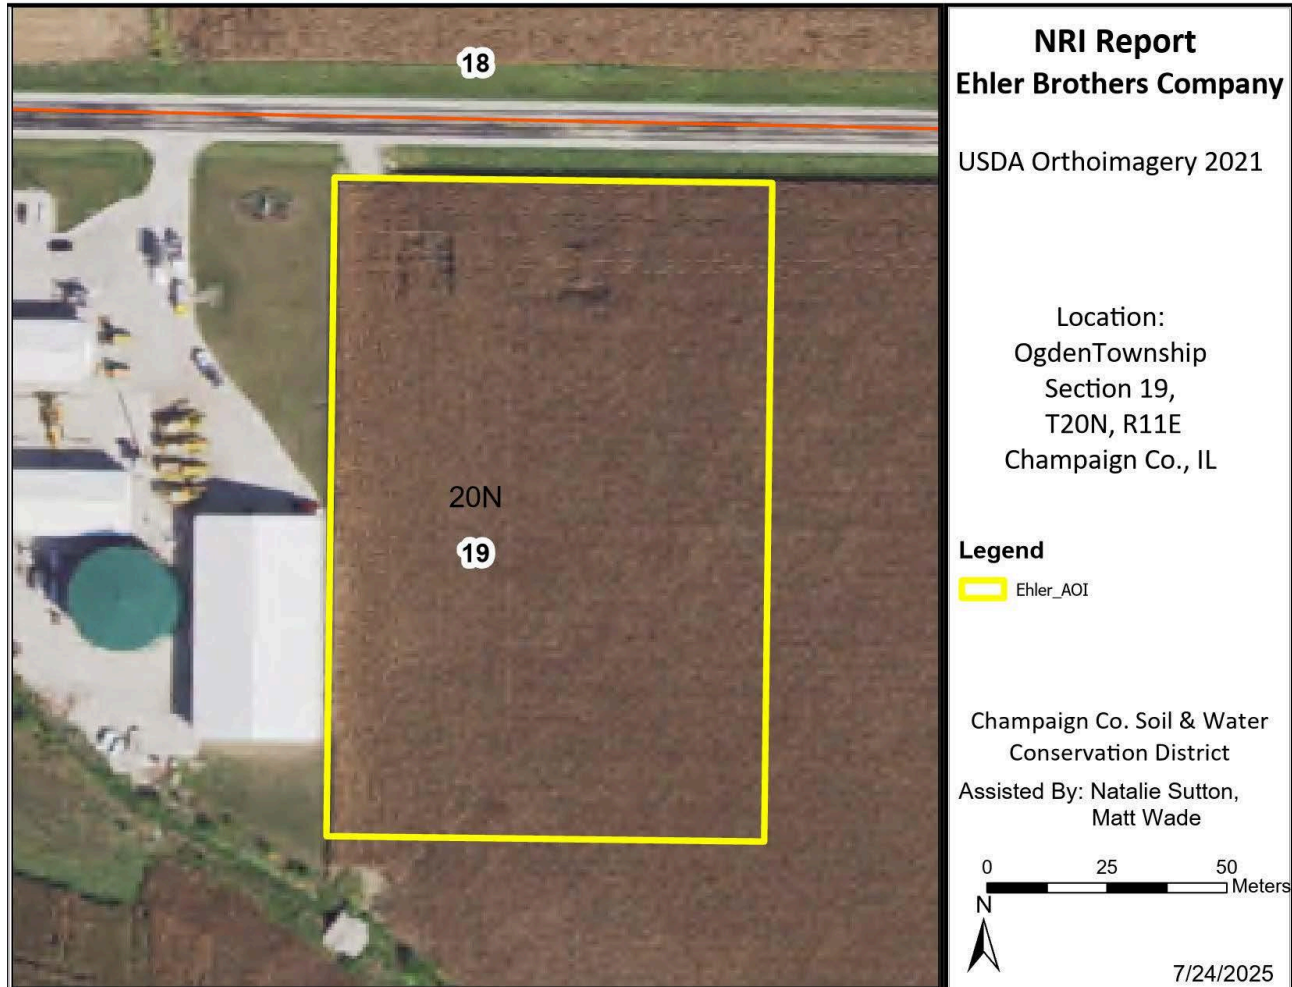 18
20N
19
NRI Report
Ehler Brothers Company
USDA Orthoimagery 2021
Location:
OgdenTownship
Section 19,
T20N, R11E
Champaign Co., IL
Legend
Ehler_AOI
Champaign Co. Soil & Water
Conservation District
Assisted By: Natalie Sutton,
Matt Wade
0 25 50
Meters
N
7/24/2025